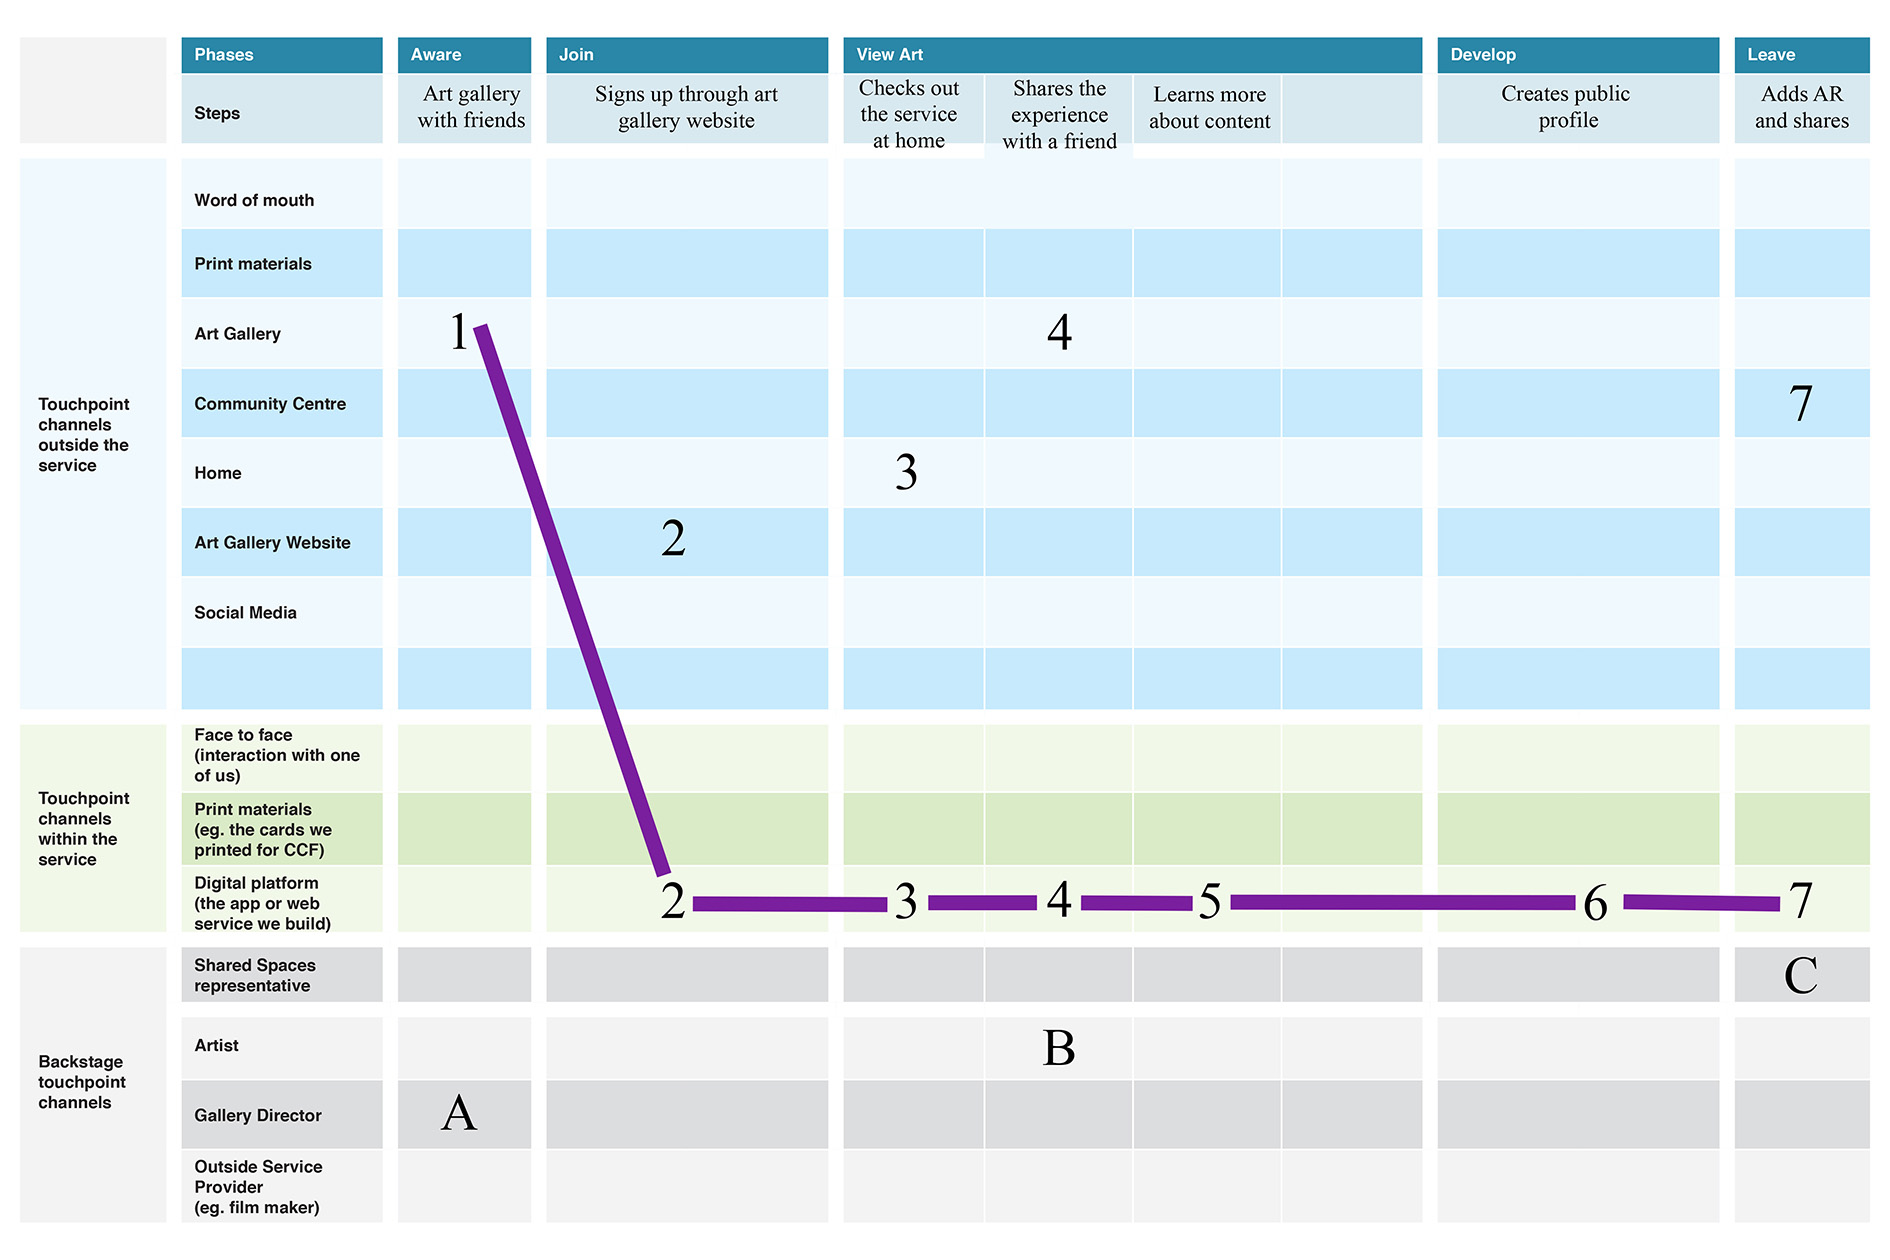 Phases
Aware
Join
View Art
Develop
Leave
Steps
Art gallery
with friends
Signs up through art
gallery website
Checks out
the service
at home
Shares the
experience
with a friend
Learns more
about content
Creates public
profile
Adds AR
and shares
Touchpoint
channels
outside the
service
Word of mouth
Print materials
Art Gallery
1
4
Community Centre
7
Home
3
Art Gallery Website
2
Social Media
Touchpoint
channels
within the
service
Face to face
(interaction with one
of us)
Print materials
(eg. the cards we
printed for CCF)
Digital platform
(the app or web
service we build)
2 3 4 5 6 7
Backstage
touchpoint
channels
Shared Spaces
representative
C
Artist
B
Gallery Director
A
Outside Service
Provider
(eg. film maker)